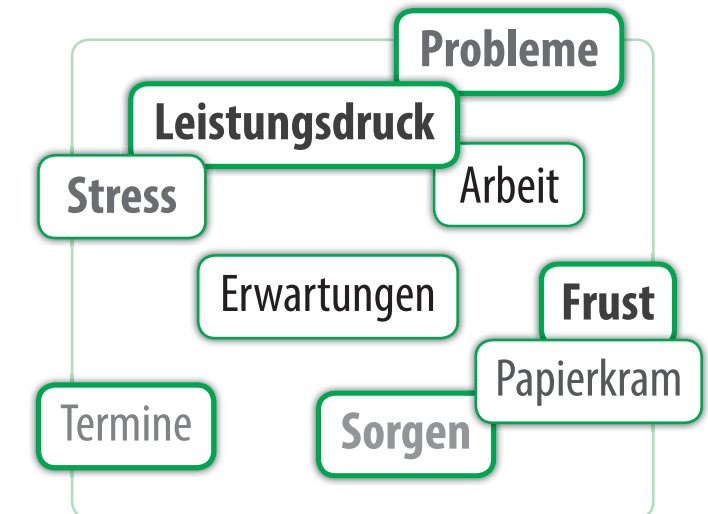 Probleme
Leistungsdruck
Arbeit
Stress
Erwartungen
Frust
Papierkram
Termine
Sorgen